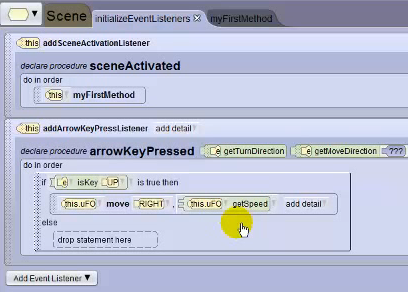 Scene initializeEventListeners myFirstMethod
this addSceneActivationListener
declare procedure sceneActivated
do in order
this myFirstMethod
this addArrowKeyPressListener add detail
declare procedure arrowKeyPressed e getTurnDirection e getMoveDirection ???
do in order
if e isKey UP is true then
this.uFO move RIGHT , this.uFO getSpeed add detail
else
drop statement here
Add Event Listener